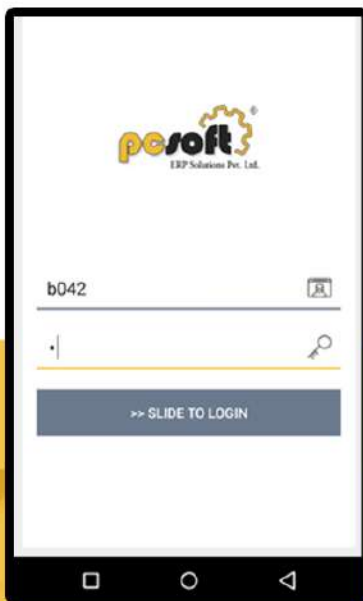 pcsoft®
ERP Solutions Pvt. Ltd.
b042
•
>> SLIDE TO LOGIN